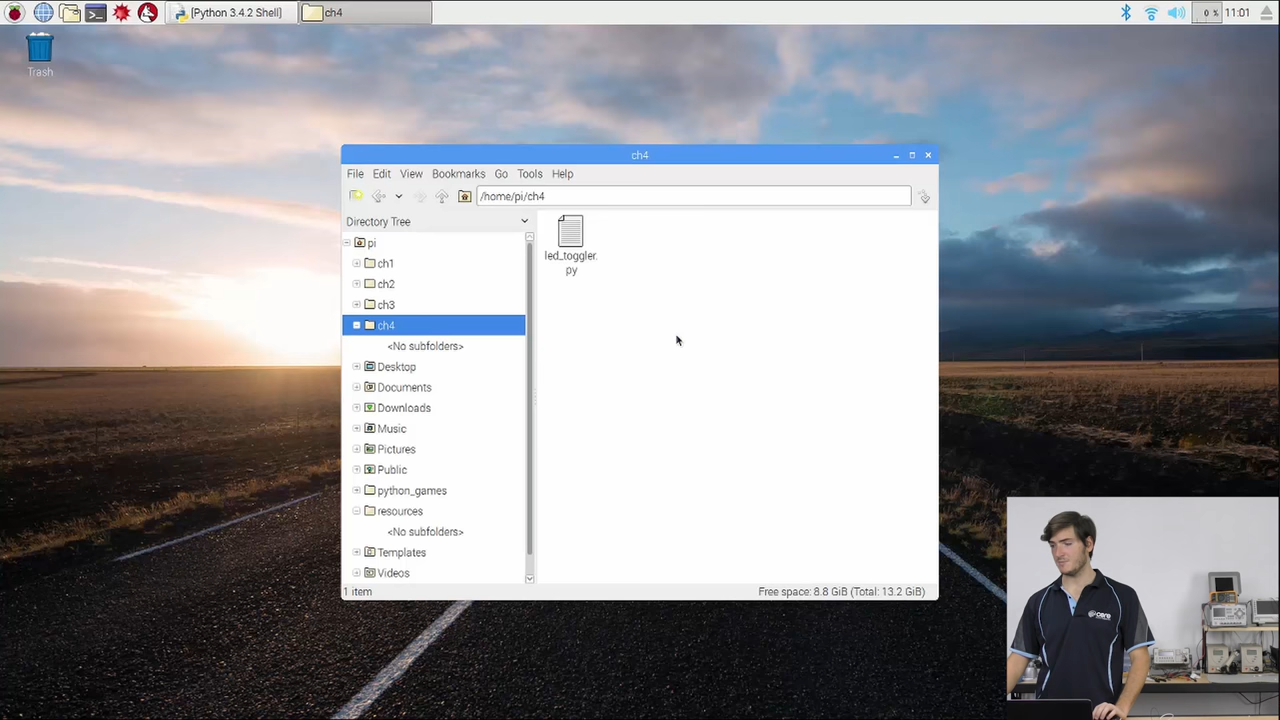 [Python 3.4.2 Shell]
ch4
0 %
11:01
Trash
ch4
File Edit View Bookmarks Go Tools Help
/home/pi/ch4
Directory Tree
pi
ch1
ch2
ch3
ch4
<No subfolders>
Desktop
Documents
Downloads
Music
Pictures
Public
python_games
resources
<No subfolders>
Templates
Videos
led_toggler.
py
1 item
Free space: 8.8 GiB (Total: 13.2 GiB)
core